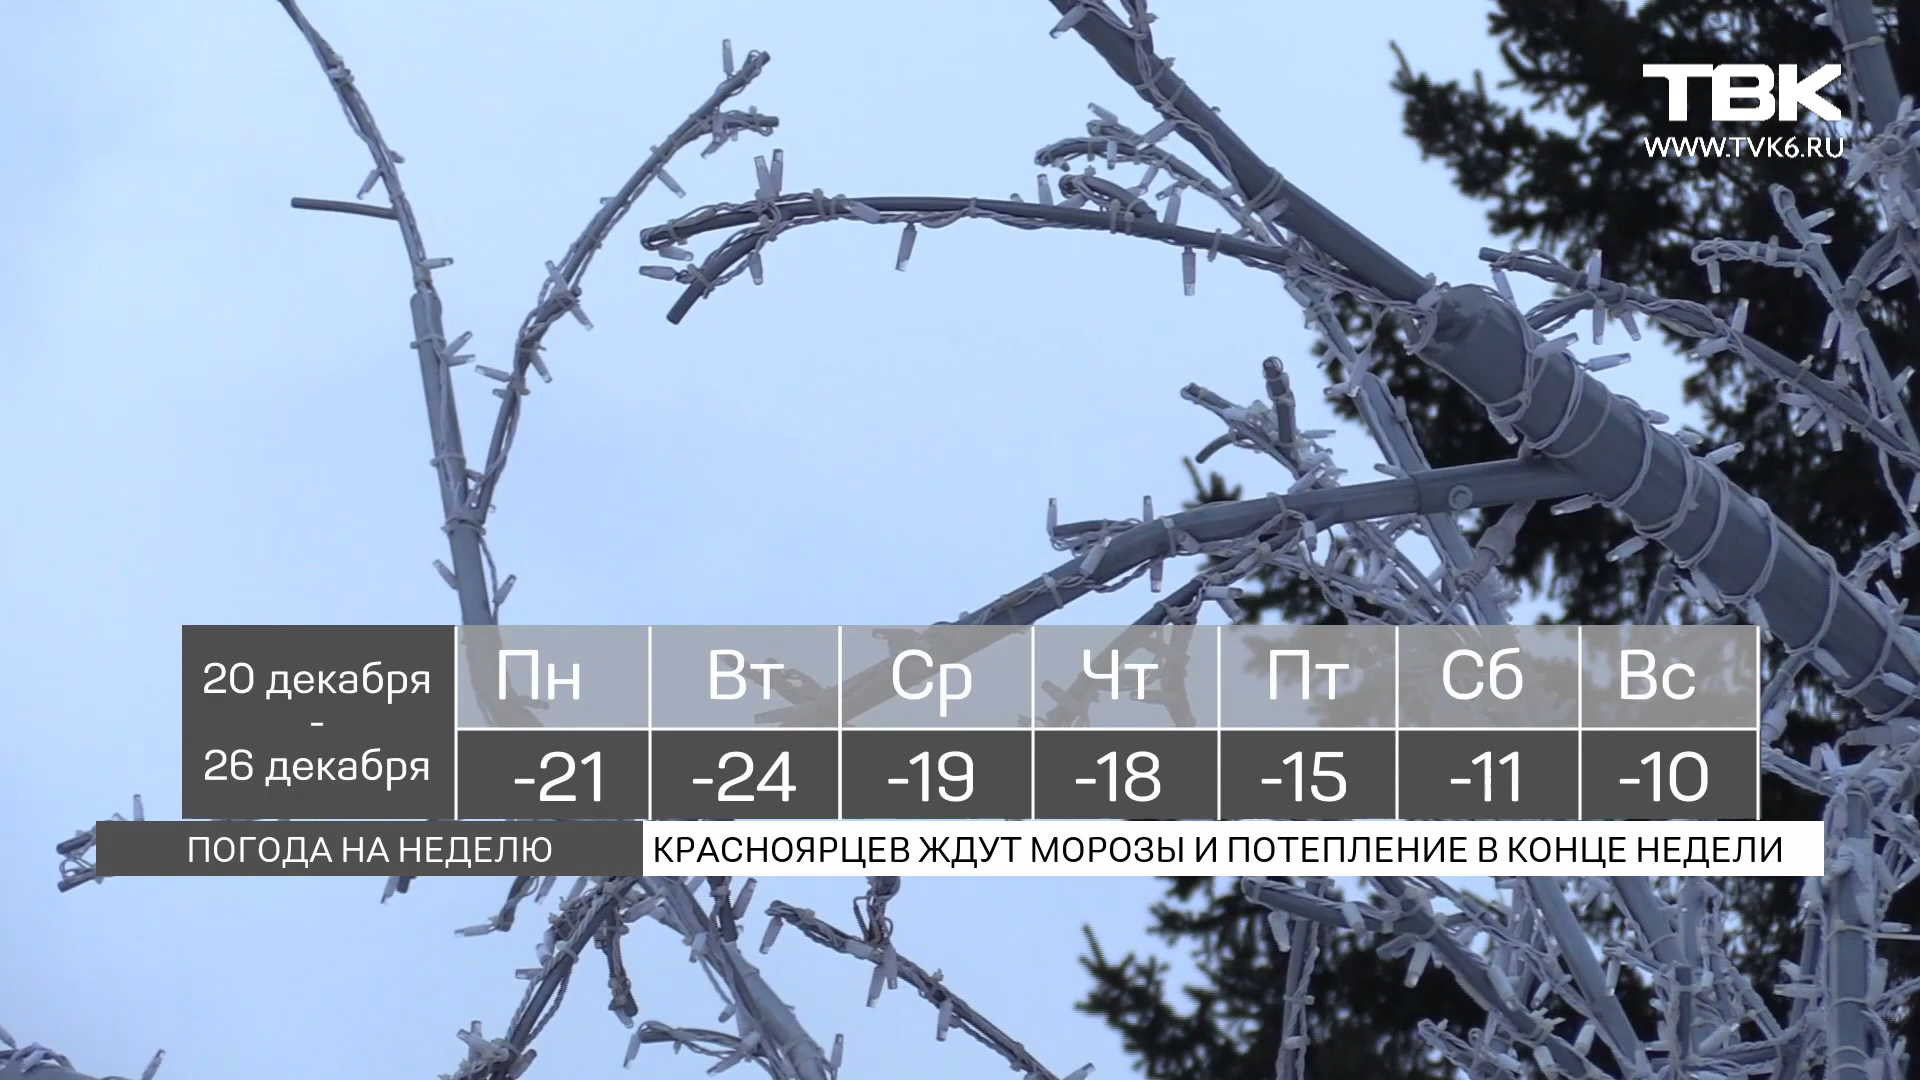 ТВК
WWW.TVK6.RU
20 декабря
-
26 декабря
Пн Вт Ср Чт Пт Сб Вс
-21 -24 -19 -18 -15 -11 -10
ПОГОДА НА НЕДЕЛЮ
КРАСНОЯРЦЕВ ЖДУТ МОРОЗЫ И ПОТЕПЛЕНИЕ В КОНЦЕ НЕДЕЛИ